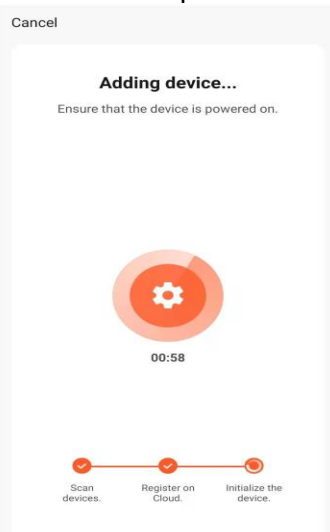 Cancel
Adding device...
Ensure that the device is powered on.
00:58
Scan devices.
Register on Cloud.
Initialize the device.